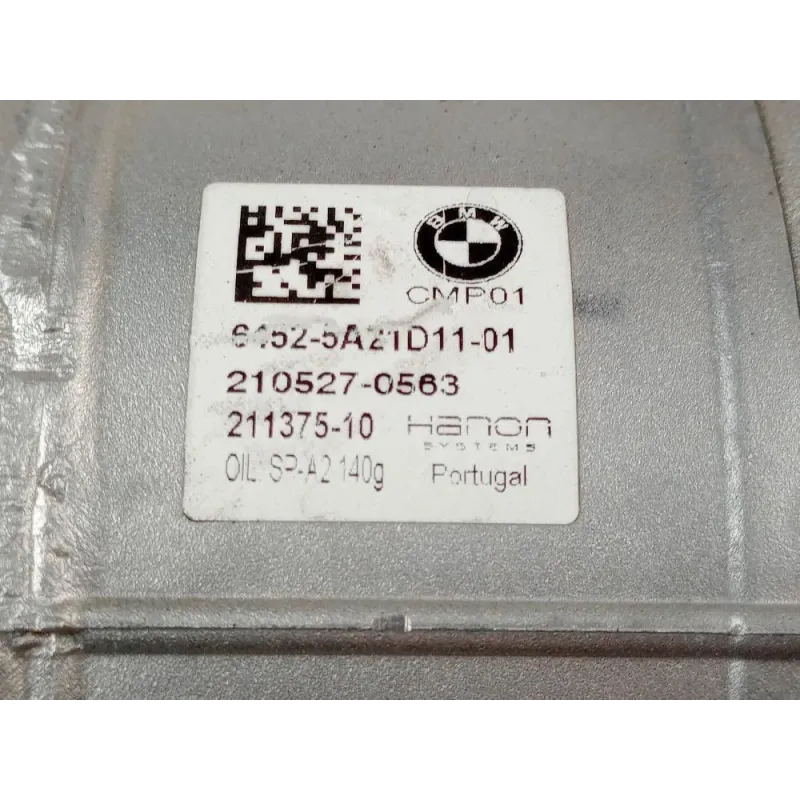 BMW
CMP01
6452-5A21D11-01
210527-0563
211375-10 Hanon
SYSTEMS
OIL: SP-A2 140g Portugal